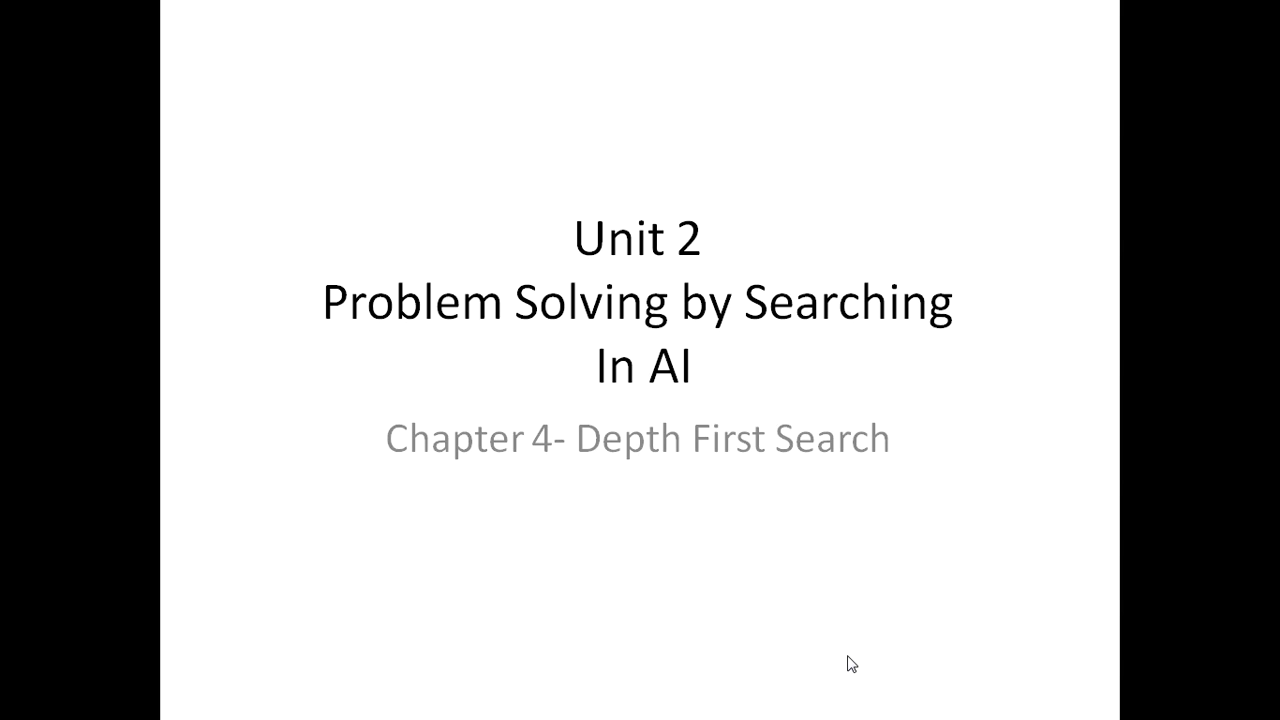 Unit 2
Problem Solving by Searching
In AI
Chapter 4- Depth First Search